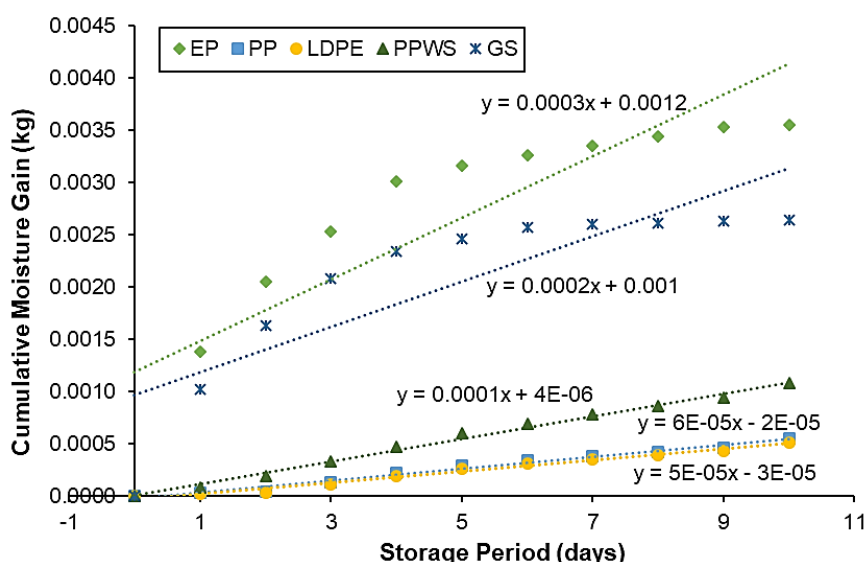 0.0045
EP PP LDPE PPWS GS
0.0040
y = 0.0003x + 0.0012
0.0035
0.0030
0.0025
y = 0.0002x + 0.001
0.0020
0.0015
y = 0.0001x + 4E-06
0.0010
y = 6E-05x - 2E-05
0.0005
y = 5E-05x - 3E-05
0.0000
-1 1 3 5 7 9 11
Cumulative Moisture Gain (kg)
Storage Period (days)